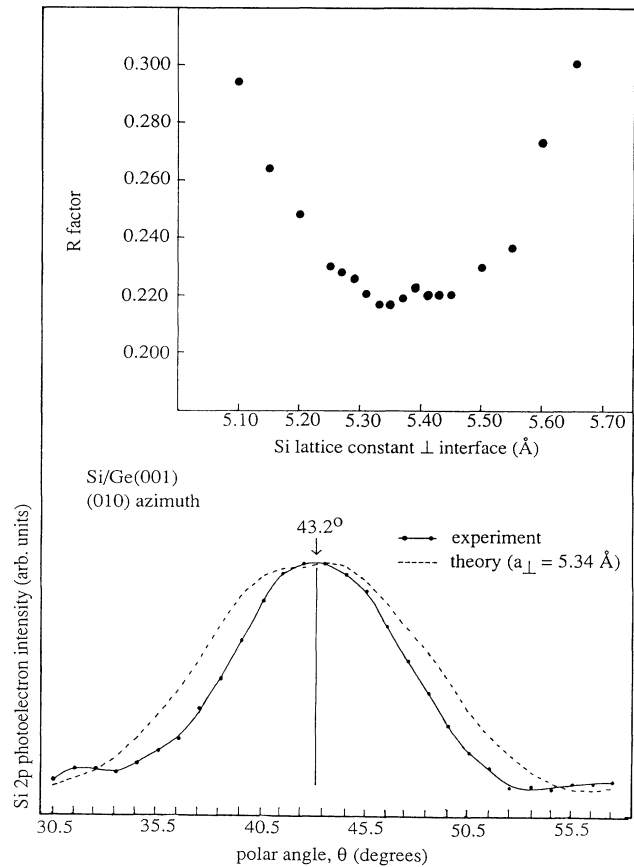 R factor
0.300
0.280
0.260
0.240
0.220
0.200
5.10 5.20 5.30 5.40 5.50 5.60 5.70
Si lattice constant ⊥ interface (Å)
Si/Ge(001)
(010) azimuth
43.2º
experiment
theory (a⊥ = 5.34 Å)
Si 2p photoelectron intensity (arb. units)
30.5 35.5 40.5 45.5 50.5 55.5
polar angle, θ (degrees)